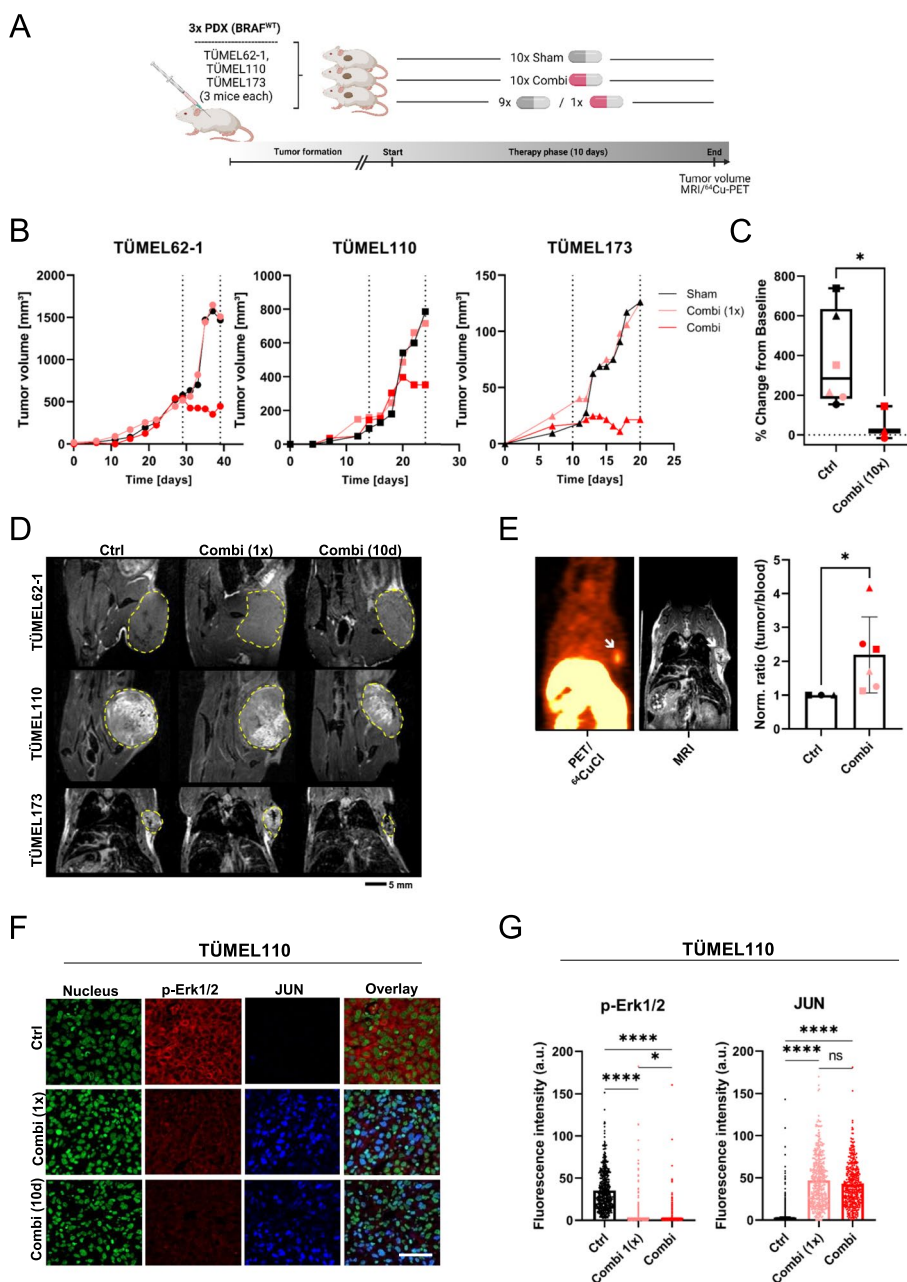 A
3x PDX (BRAFWT)
TÜMEL62-1,
TÜMEL110
TÜMEL173
(3 mice each)
10x Sham
10x Combi
9x / 1x
Tumor formation
Start
Therapy phase (10 days)
End
Tumor volume
MRI/64Cu-PET
B
TÜMEL62-1
Tumor volume [mm³]
2000
1500
1000
500
0
0 10 20 30 40
Time [days]
TÜMEL110
Tumor volume [mm³]
1000
800
600
400
200
0
0 10 20 30
Time [days]
TÜMEL173
Tumor volume [mm³]
150
100
50
0
0 5 10 15 20 25
Time [days]
Sham
Combi (1x)
Combi
C
*
% Change from Baseline
800
600
400
200
0
Ctrl
Combi (10x)
D
Ctrl Combi (1x) Combi (10d)
TÜMEL62-1
TÜMEL110
TÜMEL173
5 mm
E
PET/
64CuCl
MRI
*
Norm. ratio (tumor/blood)
5
4
3
2
1
0
Ctrl
Combi
F
TÜMEL110
Nucleus p-Erk1/2 JUN Overlay
Ctrl
Combi (1x)
Combi (10d)
G
TÜMEL110
p-Erk1/2
****
*
****
Fluorescence intensity (a.u.)
200
150
100
50
0
Ctrl
Combi 1(x)
Combi
JUN
****
**** ns
Fluorescence intensity (a.u.)
200
150
100
50
0
Ctrl
Combi (1x)
Combi